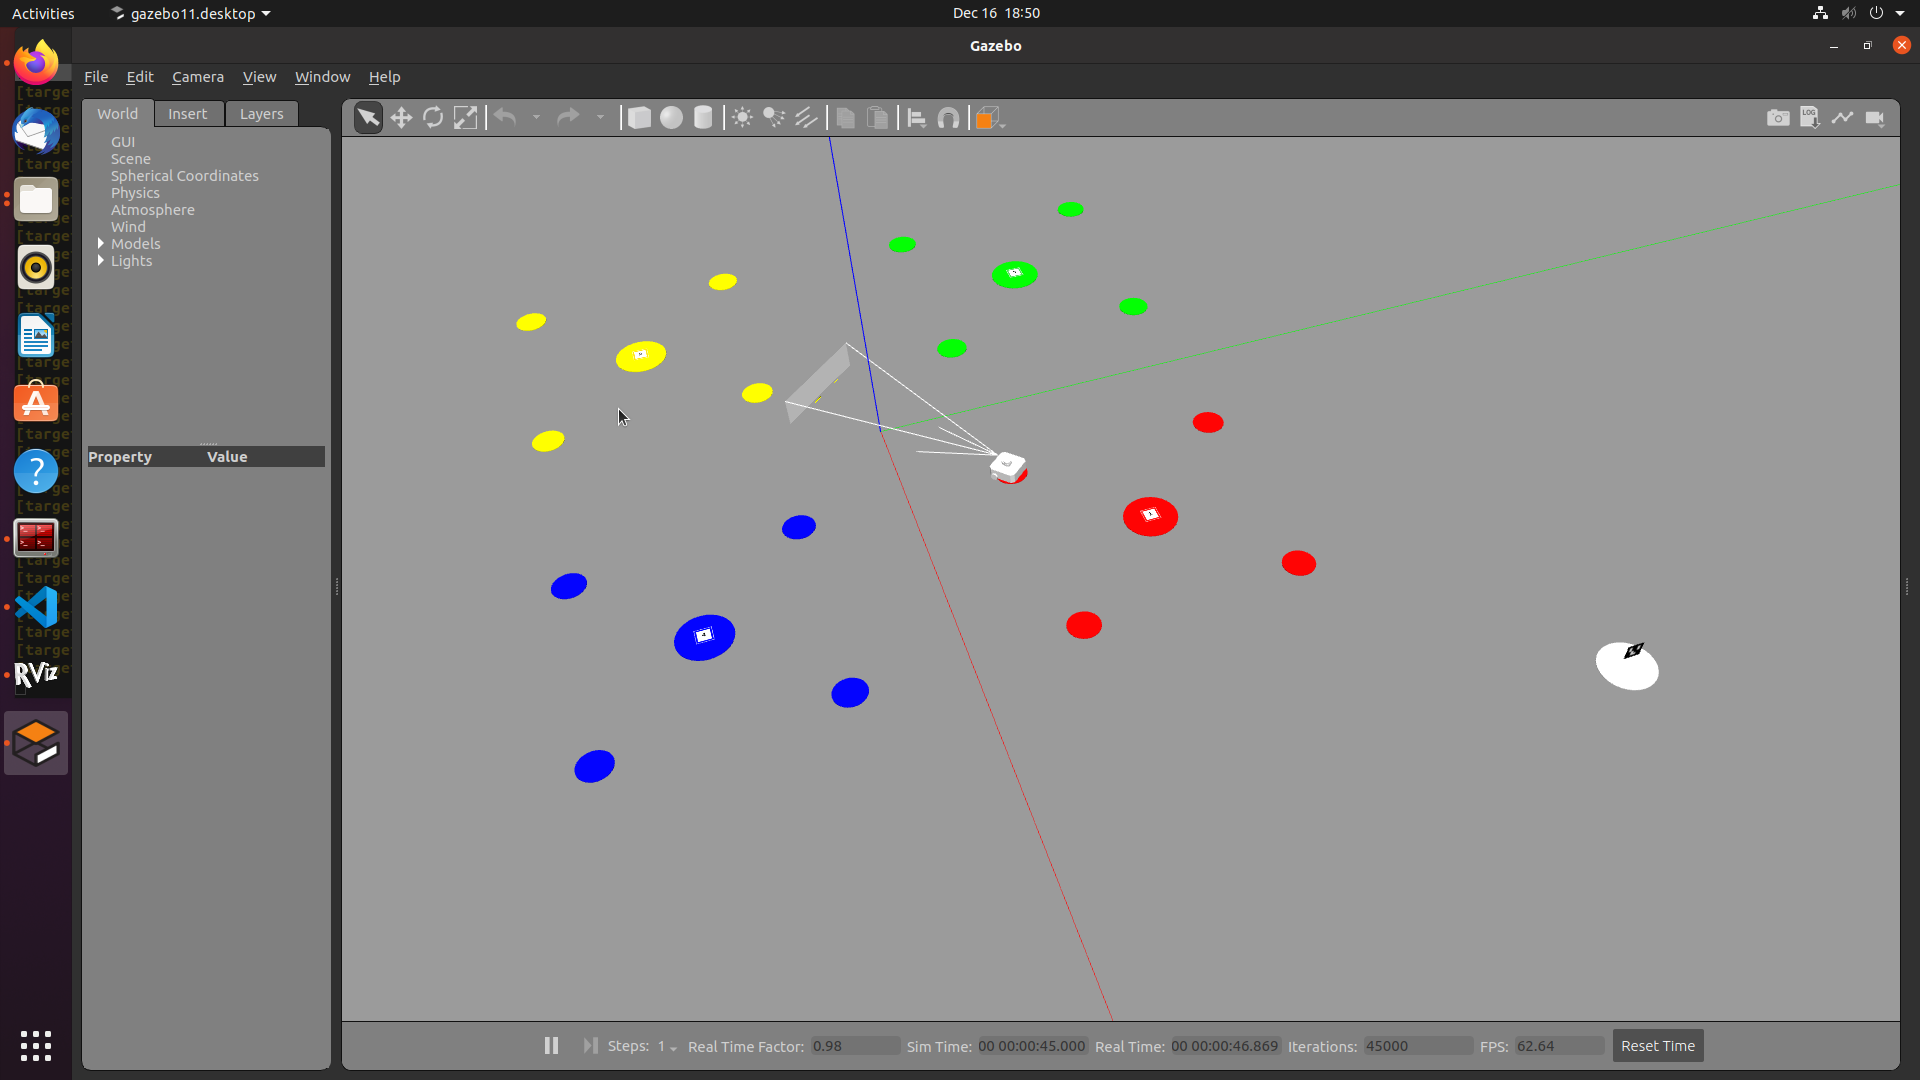 Activities gazebo11.desktop Dec 16 18:50
Gazebo
File Edit Camera View Window Help
World Insert Layers
GUI
Scene
Spherical Coordinates
Physics
Atmosphere
Wind
Models
Lights
Property Value
RViz
Steps: 1 Real Time Factor: 0.98 Sim Time: 00 00:00:45.000 Real Time: 00 00:00:46.869 Iterations: 45000 FPS: 62.64 Reset Time